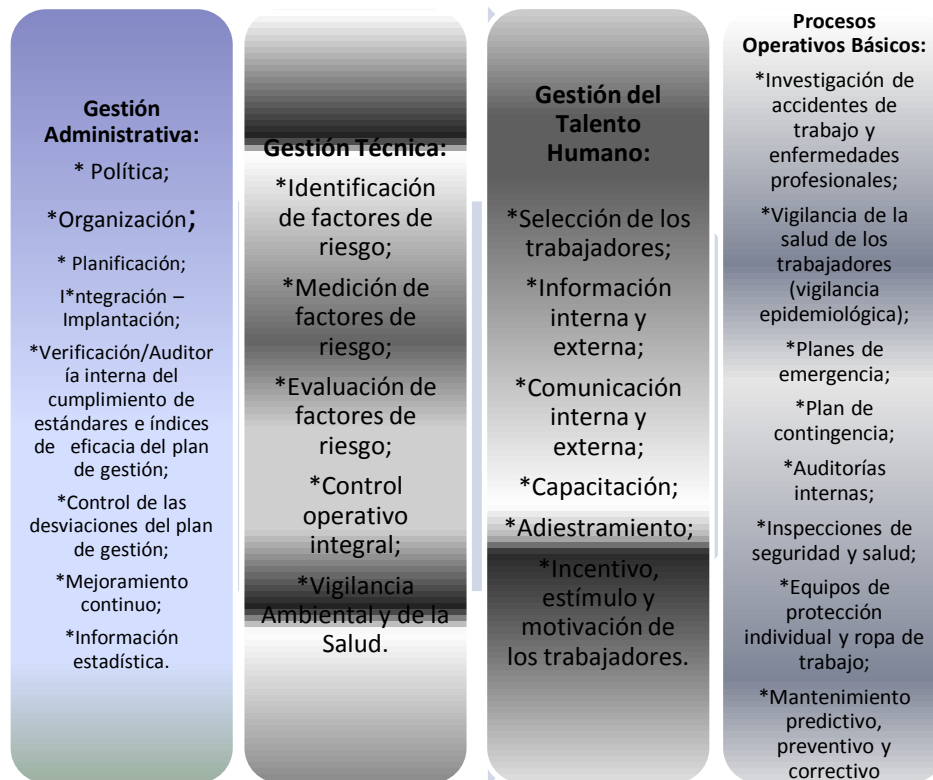 Gestión
Administrativa:
* Política;
*Organización;
* Planificación;
I*ntegración –
Implantación;
*Verificación/Auditor
ía interna del
cumplimiento de
estándares e índices
de eficacia del plan
de gestión;
*Control de las
desviaciones del plan
de gestión;
*Mejoramiento
continuo;
*Información
estadística.
Gestión Técnica:
*Identificación
de factores de
riesgo;
*Medición de
factores de
riesgo;
*Evaluación de
factores de
riesgo;
*Control
operativo
integral;
*Vigilancia
Ambiental y de la
Salud.
Gestión del
Talento
Humano:
*Selección de los
trabajadores;
*Información
interna y
externa;
*Comunicación
interna y
externa;
*Capacitación;
*Adiestramiento;
*Incentivo,
estímulo y
motivación de
los trabajadores.
Procesos
Operativos Básicos:
*Investigación de
accidentes de
trabajo y
enfermedades
profesionales;
*Vigilancia de la
salud de los
trabajadores
(vigilancia
epidemiológica);
*Planes de
emergencia;
*Plan de
contingencia;
*Auditorías
internas;
*Inspecciones de
seguridad y salud;
*Equipos de
protección
individual y ropa de
trabajo;
*Mantenimiento
predictivo,
preventivo y
correctivo